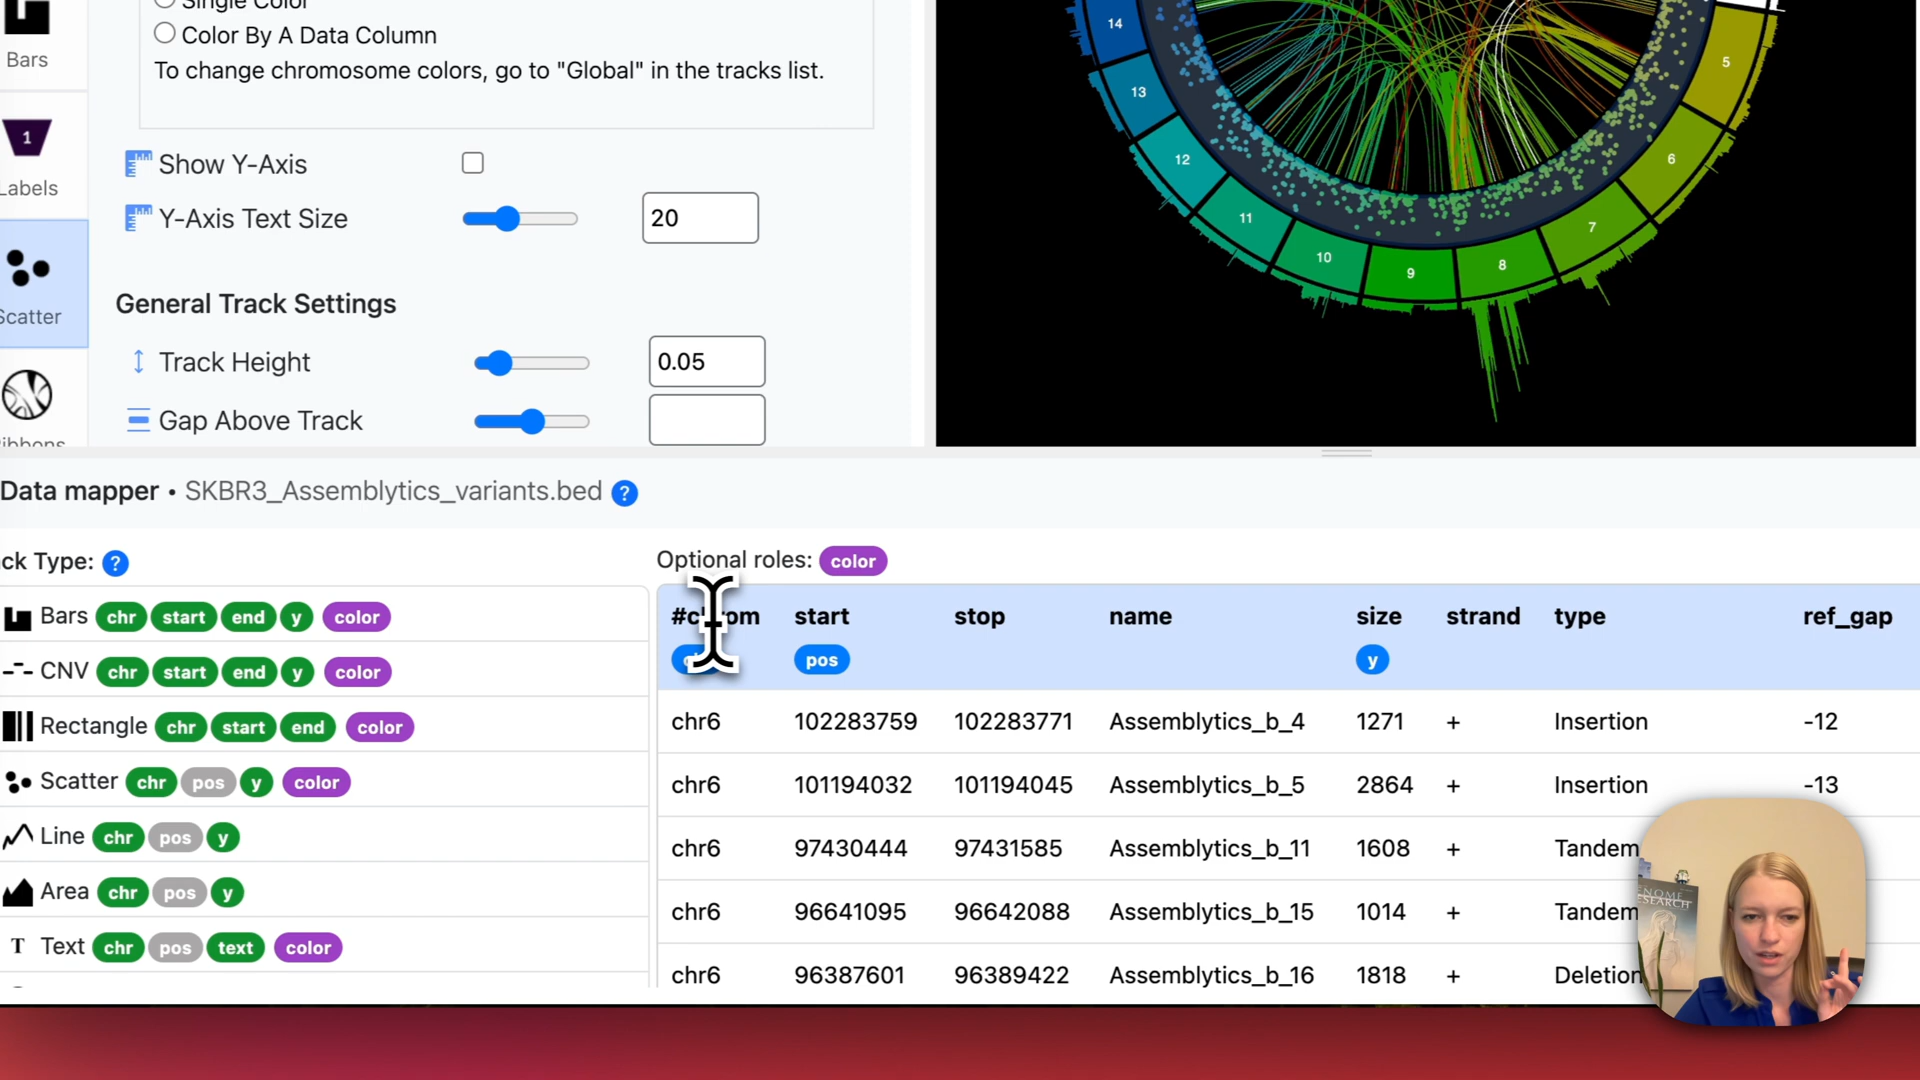 Single Color
Color By A Data Column
To change chromosome colors, go to "Global" in the tracks list.
Bars
1
Labels
Show Y-Axis
Y-Axis Text Size
20
Scatter
General Track Settings
Track Height
0.05
Gap Above Track
14
13
12
11
10
9
8
7
6
5
Data mapper • SKBR3_Assemblytics_variants.bed ?
ck Type: ?
Bars chr start end y color
CNV chr start end y color
Rectangle chr start end color
Scatter chr pos y color
Line chr pos y
Area chr pos y
T Text chr pos text color
Optional roles: color
#chrom start stop name size strand type ref_gap
pos y
chr6 102283759 102283771 Assemblytics_b_4 1271 + Insertion -12
chr6 101194032 101194045 Assemblytics_b_5 2864 + Insertion -13
chr6 97430444 97431585 Assemblytics_b_11 1608 + Tandem
chr6 96641095 96642088 Assemblytics_b_15 1014 + Tandem
chr6 96387601 96389422 Assemblytics_b_16 1818 + Deletion